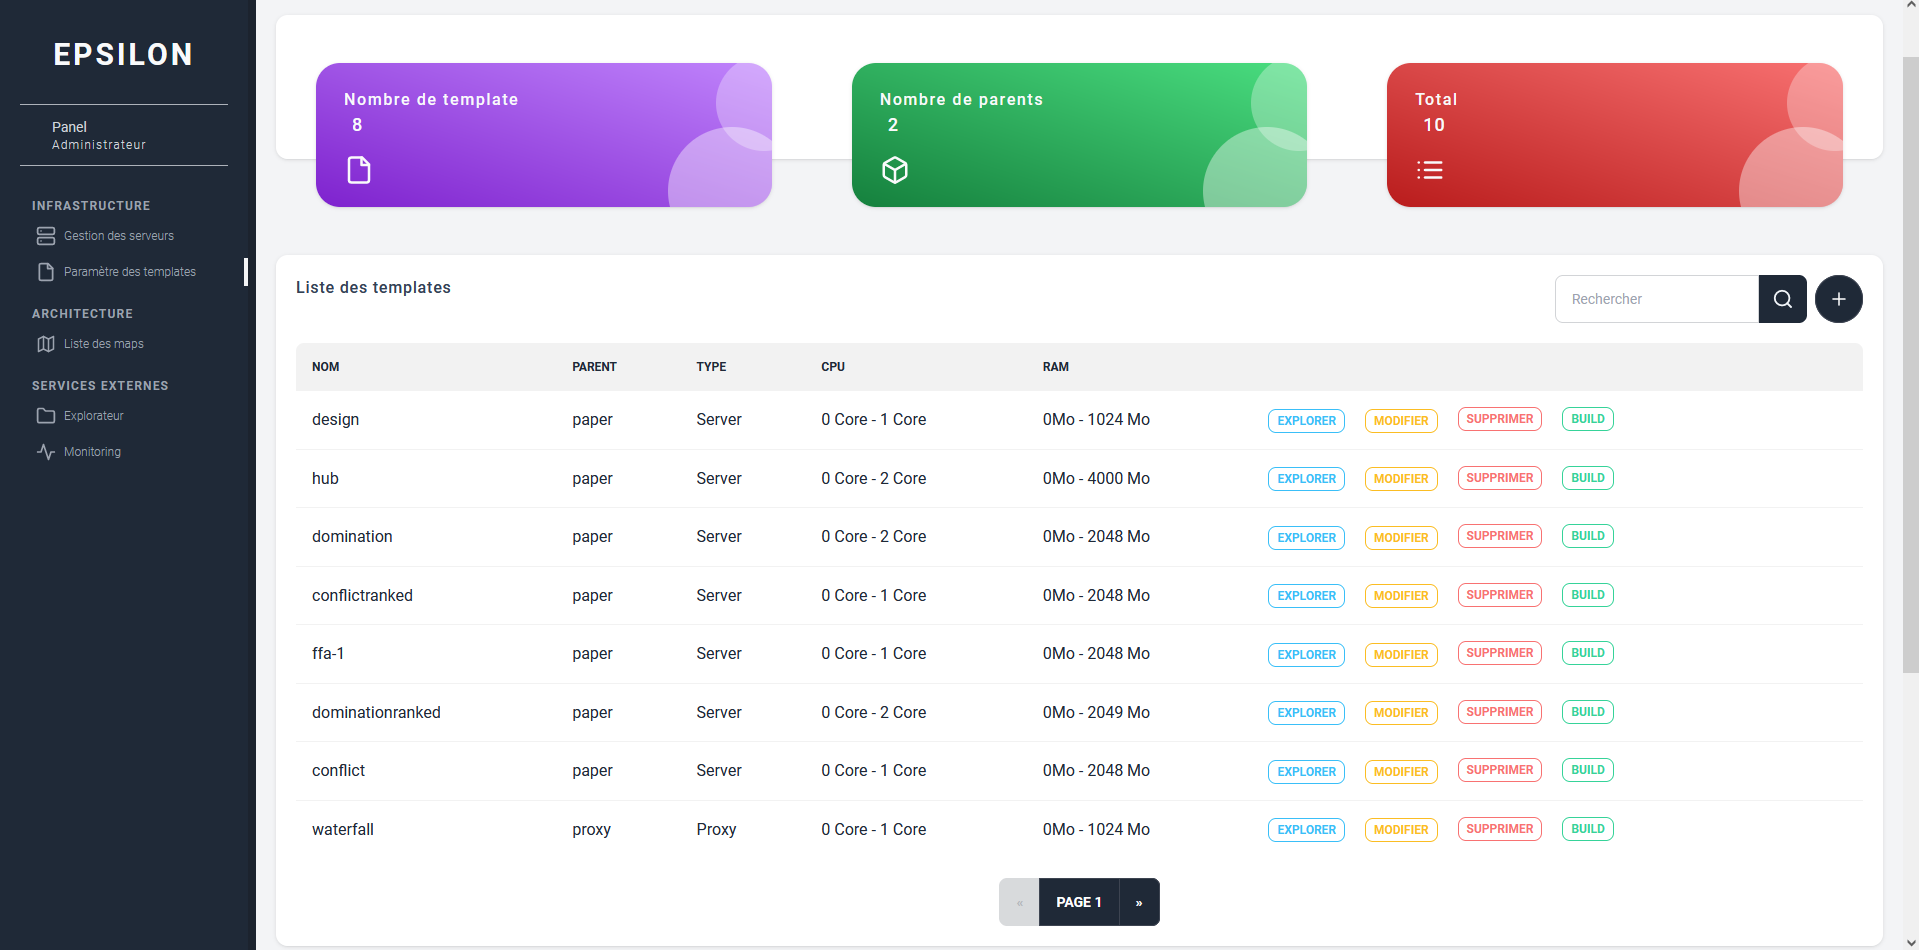 EPSILON
Panel
Administrateur
INFRASTRUCTURE
Gestion des serveurs
Paramètre des templates
ARCHITECTURE
Liste des maps
SERVICES EXTERNES
Explorateur
Monitoring
Nombre de template
8
Nombre de parents
2
Total
10
Liste des templates
Rechercher
NOM PARENT TYPE CPU RAM
design paper Server 0 Core - 1 Core 0Mo - 1024 Mo EXPLORER MODIFIER SUPPRIMER BUILD
hub paper Server 0 Core - 2 Core 0Mo - 4000 Mo EXPLORER MODIFIER SUPPRIMER BUILD
domination paper Server 0 Core - 2 Core 0Mo - 2048 Mo EXPLORER MODIFIER SUPPRIMER BUILD
conflictranked paper Server 0 Core - 1 Core 0Mo - 2048 Mo EXPLORER MODIFIER SUPPRIMER BUILD
ffa-1 paper Server 0 Core - 1 Core 0Mo - 2048 Mo EXPLORER MODIFIER SUPPRIMER BUILD
dominationranked paper Server 0 Core - 2 Core 0Mo - 2049 Mo EXPLORER MODIFIER SUPPRIMER BUILD
conflict paper Server 0 Core - 1 Core 0Mo - 2048 Mo EXPLORER MODIFIER SUPPRIMER BUILD
waterfall proxy Proxy 0 Core - 1 Core 0Mo - 1024 Mo EXPLORER MODIFIER SUPPRIMER BUILD
« PAGE 1 »